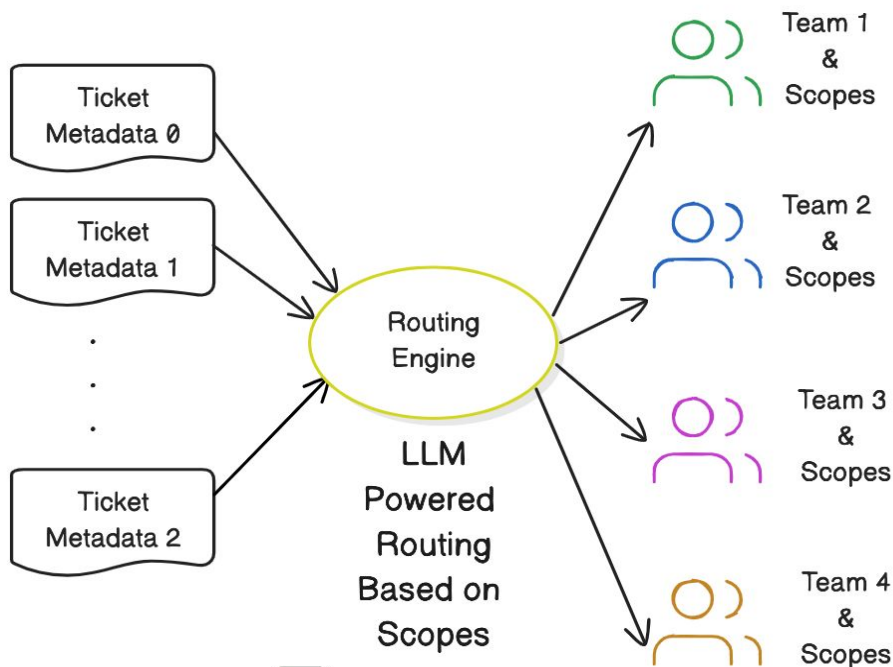 Ticket
Metadata 0
Ticket
Metadata 1
Ticket
Metadata 2
Routing
Engine
LLM
Powered
Routing
Based on
Scopes
Team 1
&
Scopes
Team 2
&
Scopes
Team 3
&
Scopes
Team 4
&
Scopes